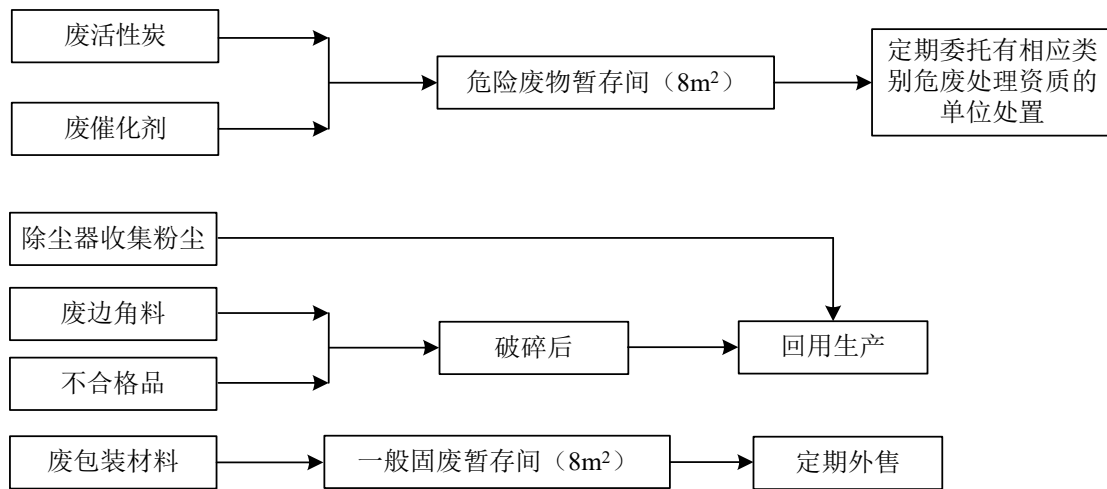 废活性炭
废催化剂
危险废物暂存间（8m²）
定期委托有相应类
别危废处理资质的
单位处置
除尘器收集粉尘
废边角料
不合格品
破碎后
回用生产
废包装材料
一般固废暂存间（8m²）
定期外售